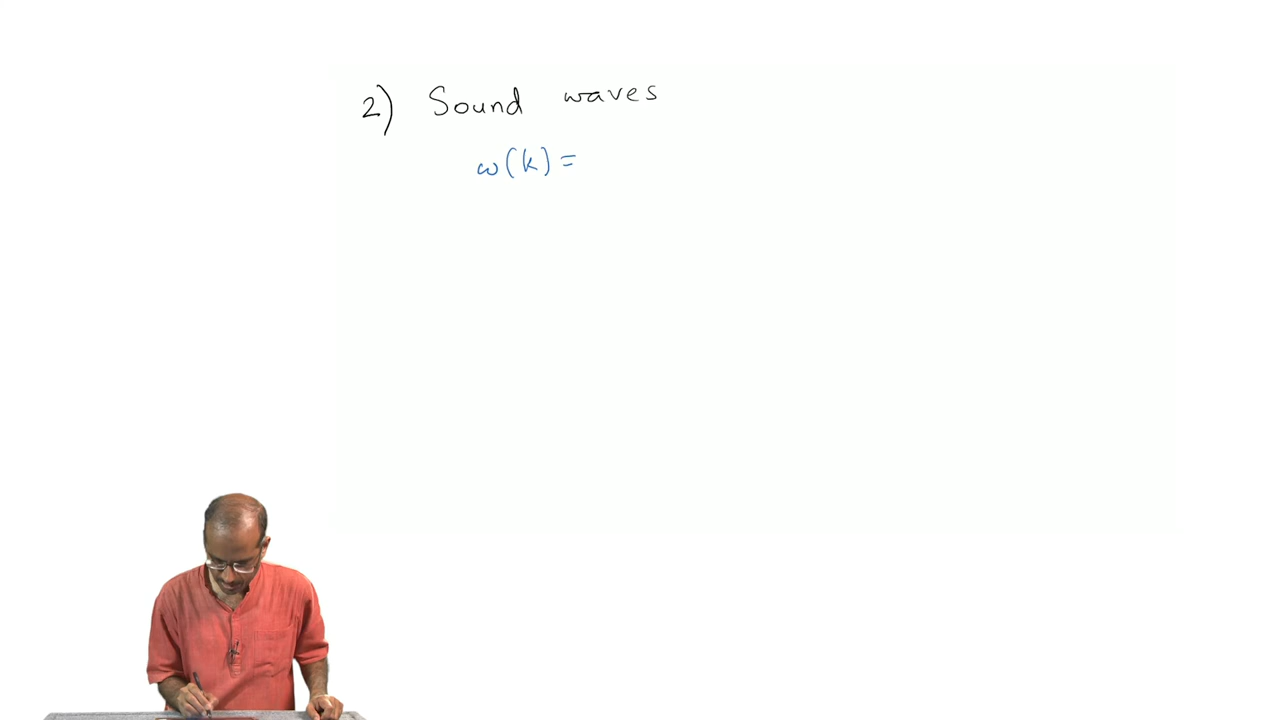 2) Sound waves
ω(k) =